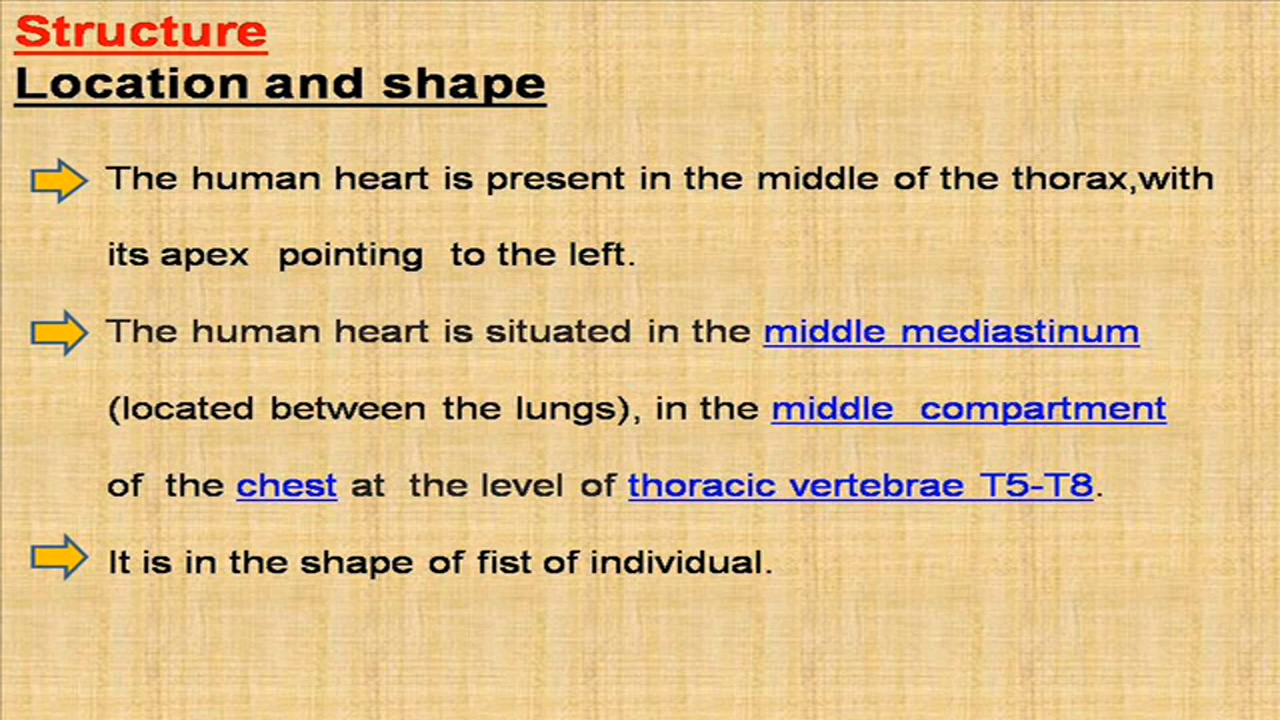 Structure
Location and shape
The human heart is present in the middle of the thorax,with
its apex pointing to the left.
The human heart is situated in the middle mediastinum
(located between the lungs), in the middle compartment
of the chest at the level of thoracic vertebrae T5-T8.
It is in the shape of fist of individual.